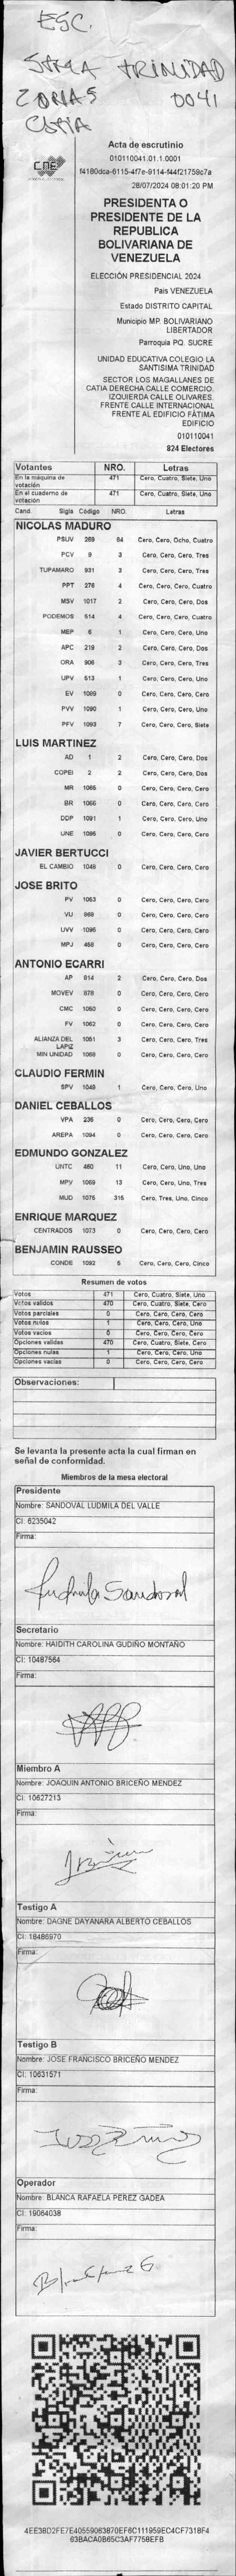 ESC.
STMA TRINIDAD
ZONA 5 0041
CATIA
CNE
Acta de escrutinio
010110041.01.1.0001
f4180dca-6115-4f7e-9114-f44f21759c7a
28/07/2024 08:01:20 PM
PRESIDENTA O
PRESIDENTE DE LA
REPUBLICA
BOLIVARIANA DE
VENEZUELA
ELECCIÓN PRESIDENCIAL 2024
Pais VENEZUELA
Estado DISTRITO CAPITAL
Municipio MP. BOLIVARIANO
LIBERTADOR
Parroquia PQ. SUCRE
UNIDAD EDUCATIVA COLEGIO LA
SANTISIMA TRINIDAD
SECTOR LOS MAGALLANES DE
CATIA DERECHA CALLE COMERCIO.
IZQUIERDA CALLE OLIVARES.
FRENTE CALLE INTERNACIONAL
FRENTE AL EDIFICIO FÁTIMA
EDIFICIO
010110041
824 Electores
Votantes NRO. Letras
En la máquina de votación 471 Cero, Cuatro, Siete, Uno
En el cuaderno de votación 471 Cero, Cuatro, Siete, Uno
Cand. Sigla Código NRO. Letras
NICOLAS MADURO
PSUV 269 84 Cero, Cero, Ocho, Cuatro
PCV 9 3 Cero, Cero, Cero, Tres
TUPAMARO 931 3 Cero, Cero, Cero, Tres
PPT 276 4 Cero, Cero, Cero, Cuatro
MSV 1017 2 Cero, Cero, Cero, Dos
PODEMOS 514 4 Cero, Cero, Cero, Cuatro
MEP 6 1 Cero, Cero, Cero, Uno
APC 219 2 Cero, Cero, Cero, Dos
ORA 906 3 Cero, Cero, Cero, Tres
UPV 513 1 Cero, Cero, Cero, Uno
EV 1089 0 Cero, Cero, Cero, Cero
PVV 1090 1 Cero, Cero, Cero, Uno
PFV 1093 7 Cero, Cero, Cero, Siete
LUIS MARTINEZ
AD 1 2 Cero, Cero, Cero, Dos
COPEI 2 2 Cero, Cero, Cero, Dos
MR 1065 0 Cero, Cero, Cero, Cero
BR 1066 0 Cero, Cero, Cero, Cero
DDP 1091 1 Cero, Cero, Cero, Uno
UNE 1095 0 Cero, Cero, Cero, Cero
JAVIER BERTUCCI
EL CAMBIO 1048 0 Cero, Cero, Cero, Cero
JOSE BRITO
PV 1053 0 Cero, Cero, Cero, Cero
VU 868 0 Cero, Cero, Cero, Cero
UVV 1096 0 Cero, Cero, Cero, Cero
MPJ 458 0 Cero, Cero, Cero, Cero
ANTONIO ECARRI
AP 814 2 Cero, Cero, Cero, Dos
MOVEV 878 0 Cero, Cero, Cero, Cero
CMC 1050 0 Cero, Cero, Cero, Cero
FV 1062 0 Cero, Cero, Cero, Cero
ALIANZA DEL LAPIZ 1051 3 Cero, Cero, Cero, Tres
MIN UNIDAD 1068 0 Cero, Cero, Cero, Cero
CLAUDIO FERMIN
SPV 1049 1 Cero, Cero, Cero, Uno
DANIEL CEBALLOS
VPA 236 0 Cero, Cero, Cero, Cero
AREPA 1094 0 Cero, Cero, Cero, Cero
EDMUNDO GONZALEZ
UNTC 460 11 Cero, Cero, Uno, Uno
MPV 1069 13 Cero, Cero, Uno, Tres
MUD 1075 315 Cero, Tres, Uno, Cinco
ENRIQUE MARQUEZ
CENTRADOS 1073 0 Cero, Cero, Cero, Cero
BENJAMIN RAUSSEO
CONDE 1092 5 Cero, Cero, Cero, Cinco
Resumen de votos
Votos 471 Cero, Cuatro, Siete, Uno
Votos validos 470 Cero, Cuatro, Siete, Cero
Votos parciales 0 Cero, Cero, Cero, Cero
Votos nulos 1 Cero, Cero, Cero, Uno
Votos vacios 0 Cero, Cero, Cero, Cero
Opciones validas 470 Cero, Cuatro, Siete, Cero
Opciones nulas 1 Cero, Cero, Cero, Uno
Opciones vacias 0 Cero, Cero, Cero, Cero
Observaciones:
Se levanta la presente acta la cual firman en
señal de conformidad.
Miembros de la mesa electoral
Presidente
Nombre: SANDOVAL LUDMILA DEL VALLE
CI: 6235042
Firma:
Ludmila Sandoval
Secretario
Nombre: HAIDITH CAROLINA GUDIÑO MONTAÑO
CI: 10487564
Firma:
Miembro A
Nombre: JOAQUIN ANTONIO BRICEÑO MENDEZ
CI: 10627213
Firma:
Testigo A
Nombre: DAGNE DAYANARA ALBERTO CEBALLOS
CI: 18486970
Firma:
Testigo B
Nombre: JOSE FRANCISCO BRICEÑO MENDEZ
CI: 10631571
Firma:
Operador
Nombre: BLANCA RAFAELA PEREZ GADEA
CI: 19064038
Firma:
4EE38D2FE7E40559063870EF6C111959EC4CF7318F4
63BACA0B65C3AF7758EFB